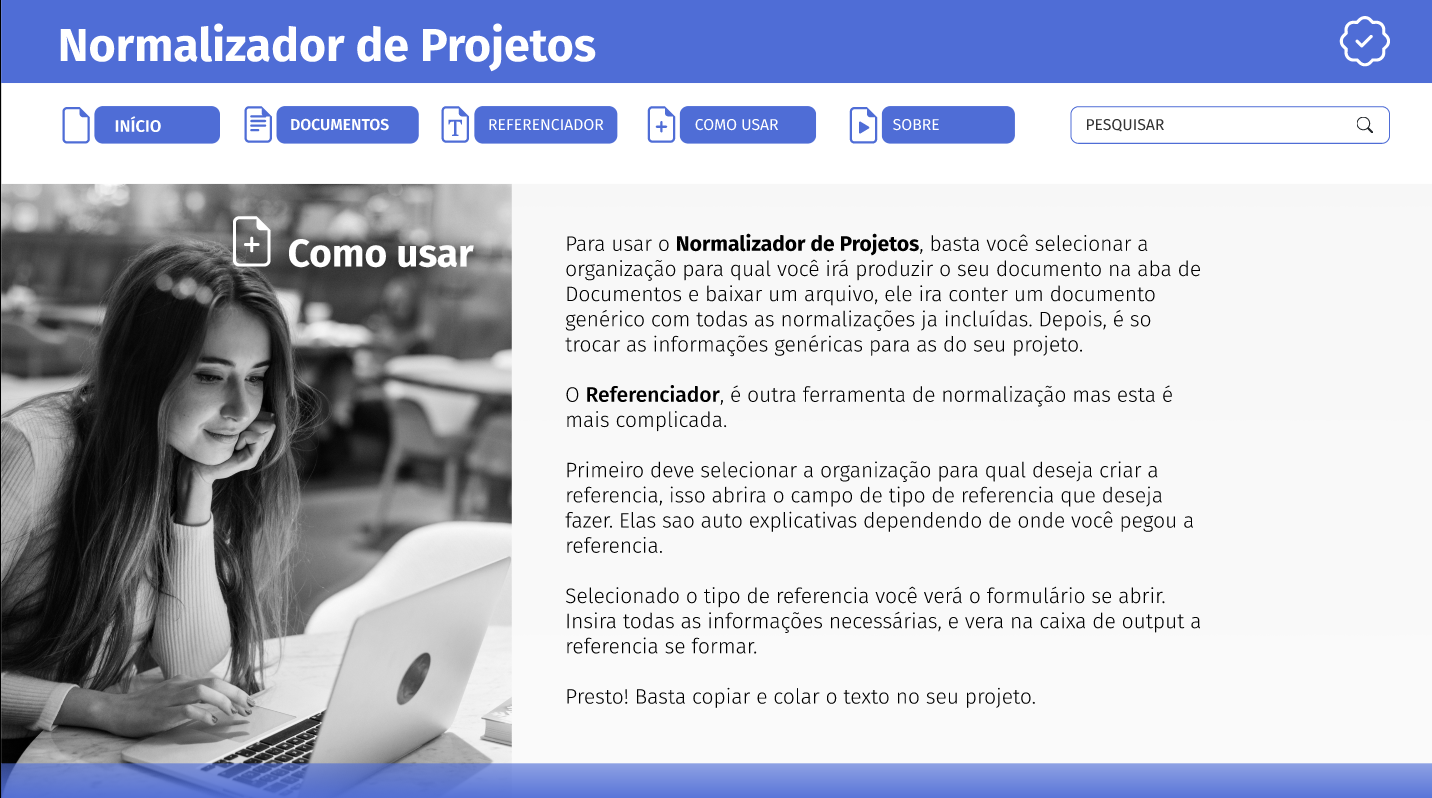 Normalizador de Projetos
INÍCIO
DOCUMENTOS
T
REFERENCIADOR
COMO USAR
SOBRE
PESQUISAR
Como usar
Para usar o Normalizador de Projetos, basta você selecionar a
organização para qual você irá produzir o seu documento na aba de
Documentos e baixar um arquivo, ele ira conter um documento
genérico com todas as normalizações ja incluídas. Depois, é so
trocar as informações genéricas para as do seu projeto.
O Referenciador, é outra ferramenta de normalização mas esta é
mais complicada.
Primeiro deve selecionar a organização para qual deseja criar a
referencia, isso abrira o campo de tipo de referencia que deseja
fazer. Elas sao auto explicativas dependendo de onde você pegou a
referencia.
Selecionado o tipo de referencia você verá o formulário se abrir.
Insira todas as informações necessárias, e vera na caixa de output a
referencia se formar.
Presto! Basta copiar e colar o texto no seu projeto.